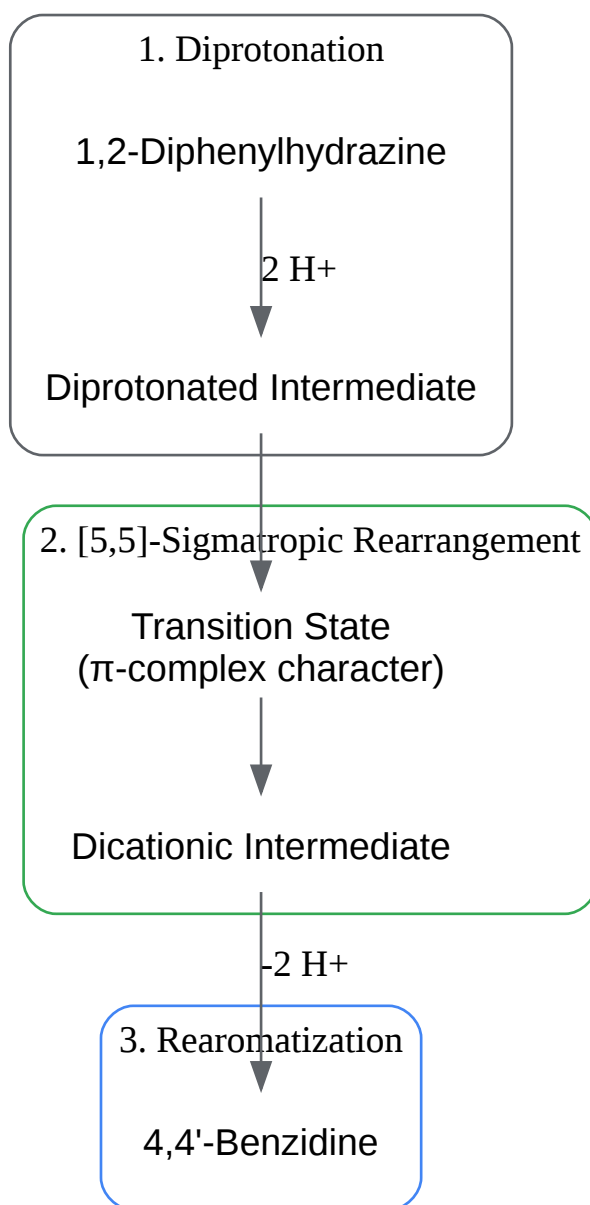 1. Diprotonation
1,2-Diphenylhydrazine
2 H+
Diprotonated Intermediate
2. [5,5]-Sigmatropic Rearrangement
Transition State
(π-complex character)
Dicationic Intermediate
-2 H+
3. Rearomatization
4,4'-Benzidine